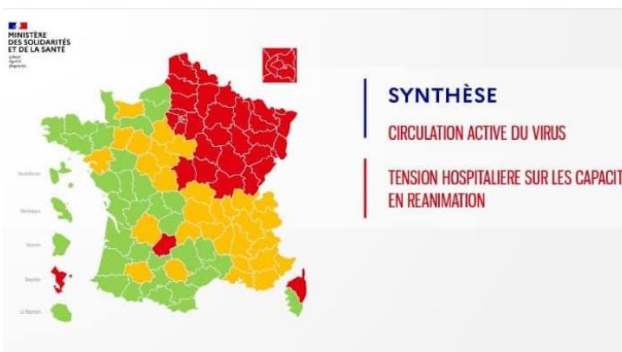 MINISTÈRE
DES SOLIDARITÉS
ET DE LA SANTÉ
SYNTHÈSE
CIRCULATION ACTIVE DU VIRUS
TENSION HOSPITALIERE SUR LES CAPACIT
EN REANIMATION